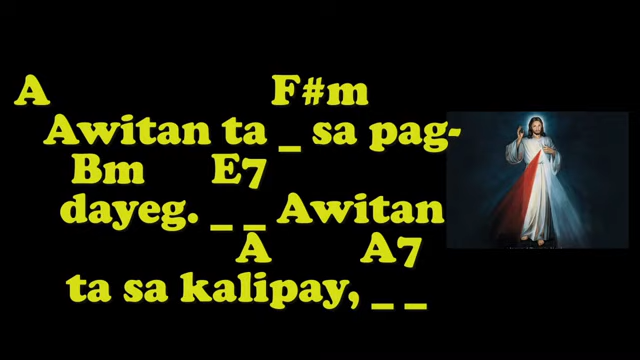 A F#m
Awitan ta _ sa pag-
Bm E7
dayeg. _ _ Awitan
A A7
ta sa kalipay, _ _